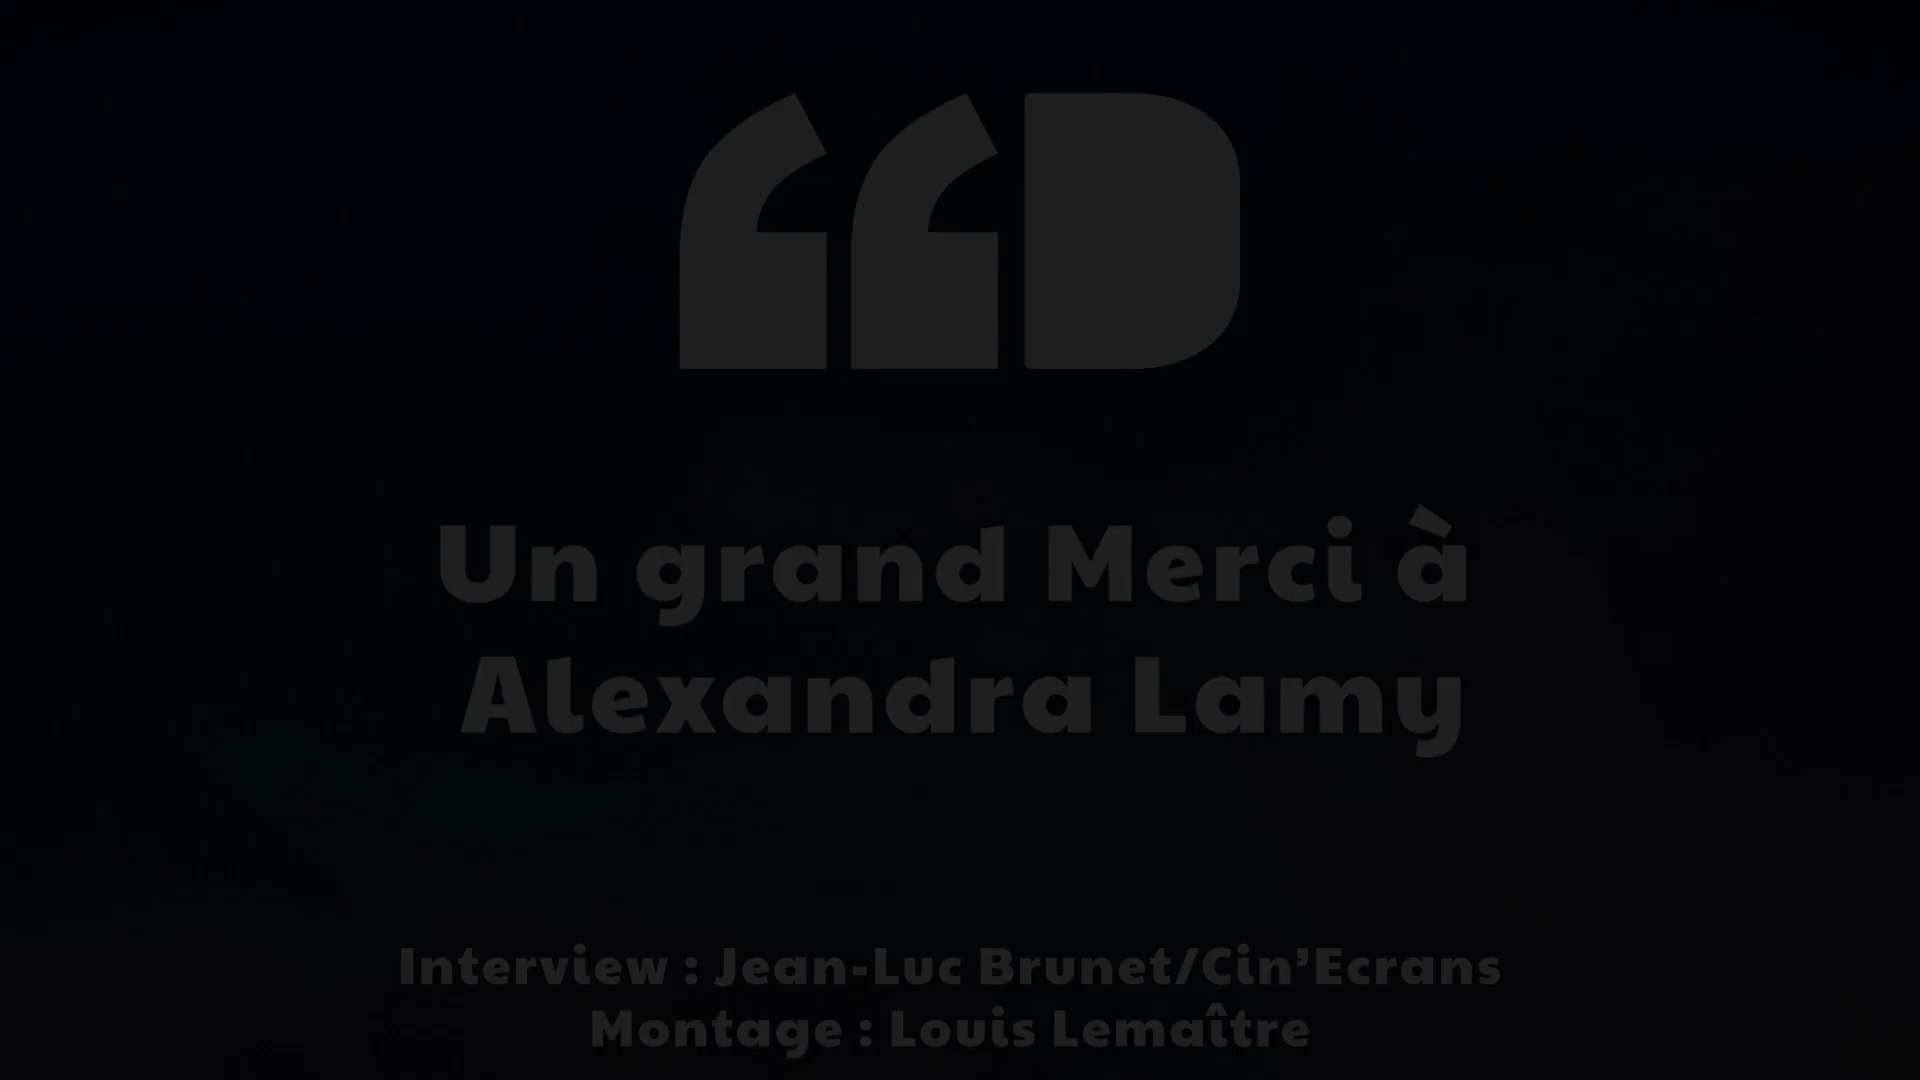 “D
Un grand Merci à
Alexandra Lamy
Interview : Jean-Luc Brunet/Cin’Ecrans
Montage : Louis Lemaître